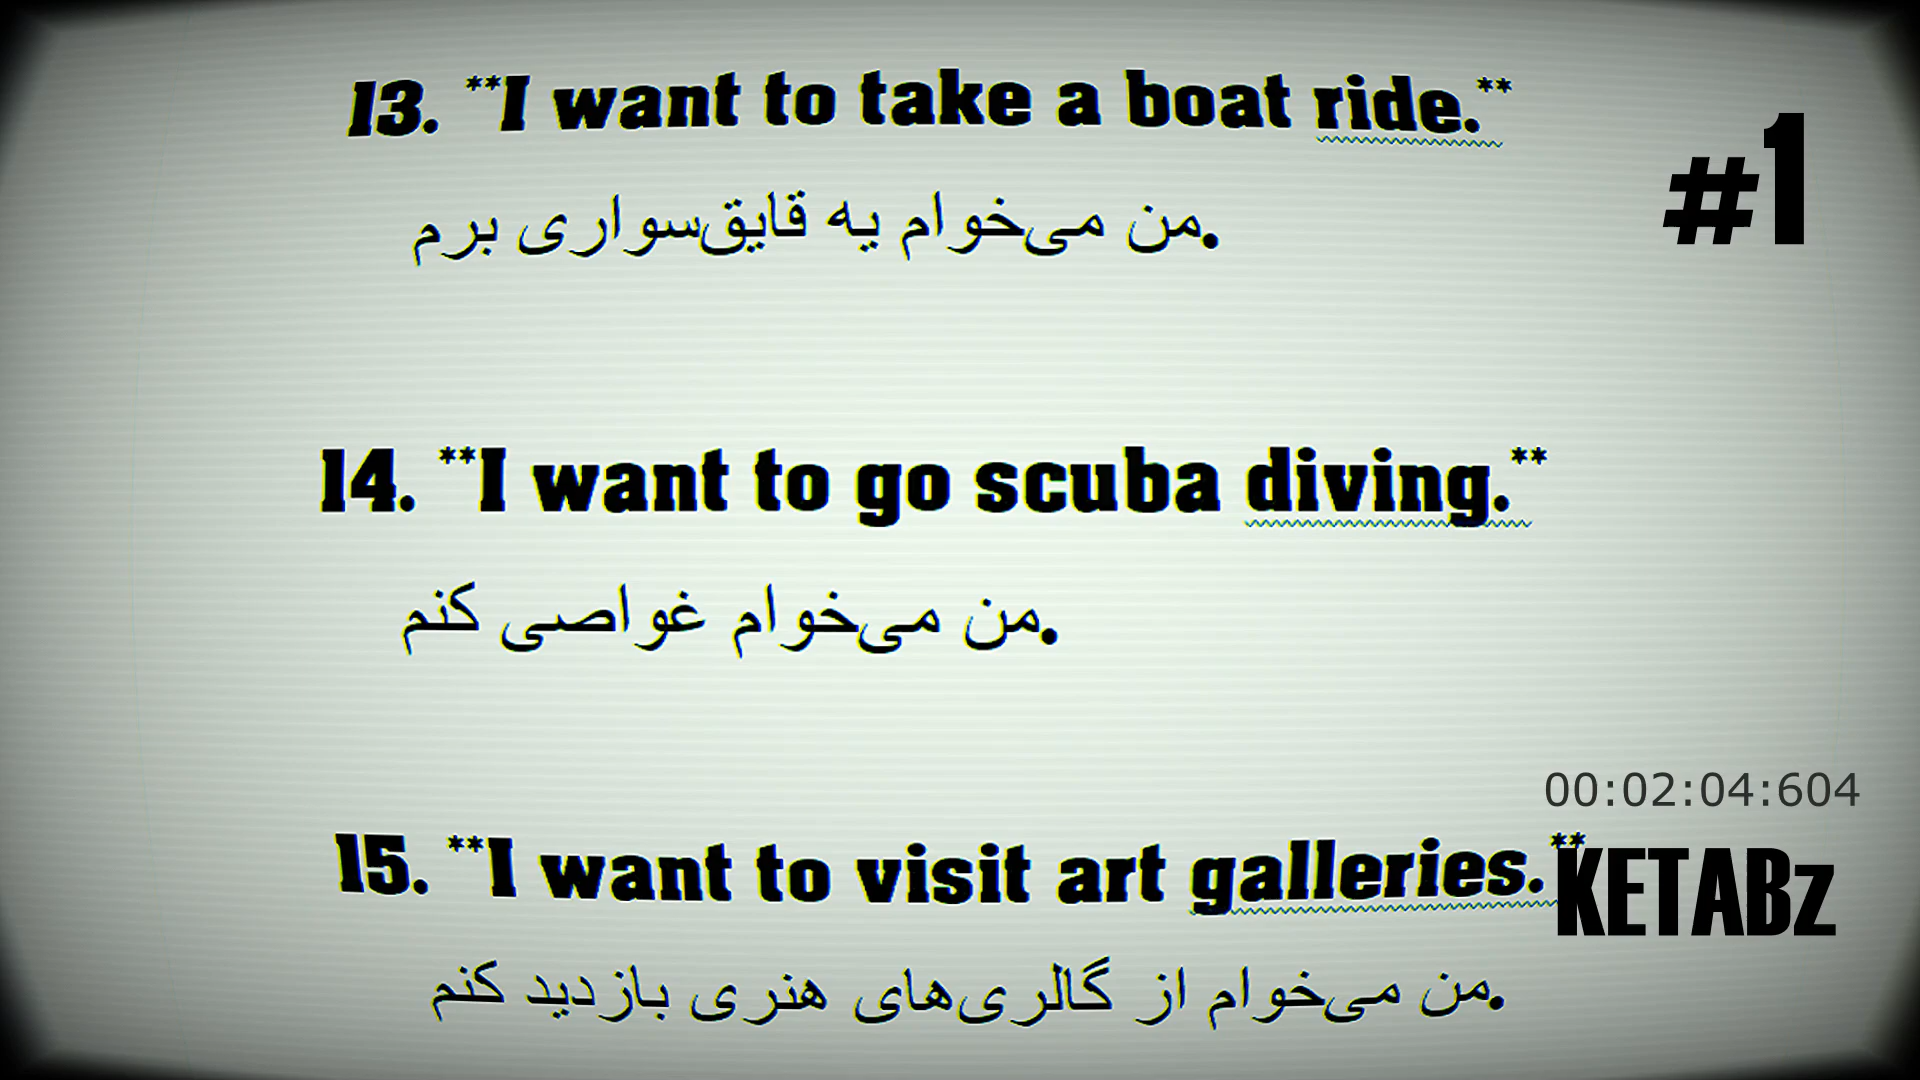 13. **I want to take a boat ride.**
#1
من می‌خوام یه قایق‌سواری برم.
14. **I want to go scuba diving.**
من می‌خوام غواصی کنم.
00:02:04:604
15. **I want to visit art galleries.**
KETABz
من می‌خوام از گالری‌های هنری بازدید کنم.